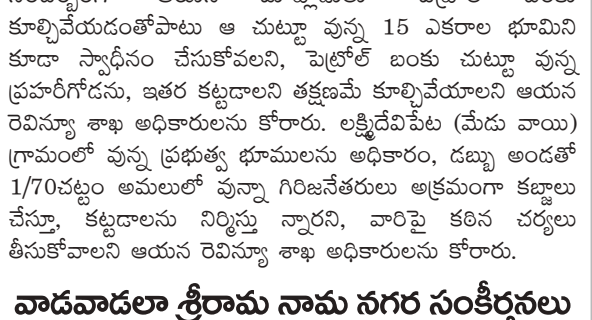 కూల్చివేయడంతోపాటు ఆ చుట్టూ వున్న 15 ఎకరాల భూమిని
కూడా స్వాధీనం చేసుకోవలని, పెట్రోల్ బంకు చుట్టూ వున్న
ప్రహరీగోడను, ఇతర కట్టడాలని తక్షణమే కూల్చివేయాలని ఆయన
రెవిన్యూ శాఖ అధికారులను కోరారు. లక్ష్మిదేవిపేట (మేడు వాయి)
గ్రామంలో వున్న ప్రభుత్వ భూములను అధికారం, డబ్బు అండతో
1/70చట్టం అమలులో వున్నా గిరిజనేతరులు అక్రమంగా కబ్జాలు
చేస్తూ, కట్టడాలను నిర్మిస్తు న్నారని, వారిపై కఠిన చర్యలు
తీసుకోవాలని ఆయన రెవిన్యూ శాఖ అధికారులను కోరారు.
వాడవాడలా శ్రీరామ నామ నగర సంకీర్తనలు